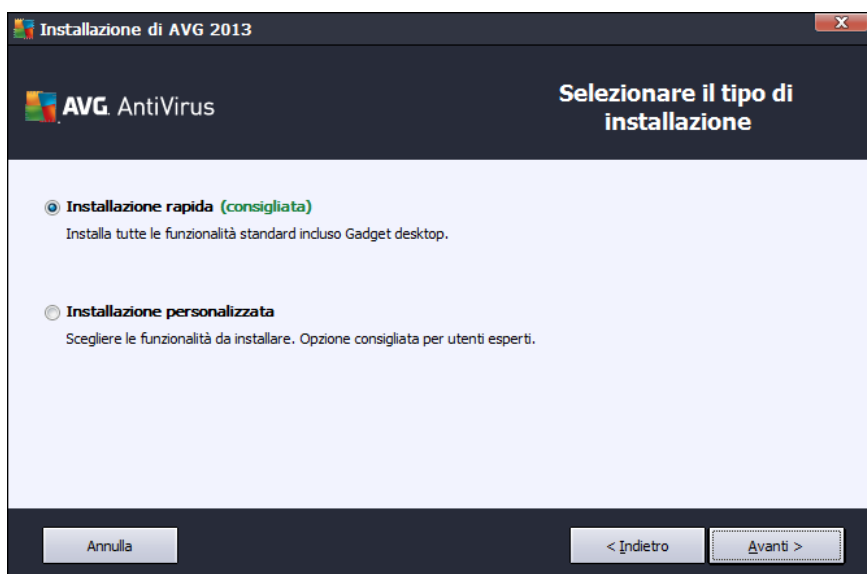 Installazione di AVG 2013
X
AVG. AntiVirus
Selezionare il tipo di
installazione
Installazione rapida (consigliata)
Installa tutte le funzionalità standard incluso Gadget desktop.
Installazione personalizzata
Scegliere le funzionalità da installare. Opzione consigliata per utenti esperti.
Annulla
< Indietro
Avanti >